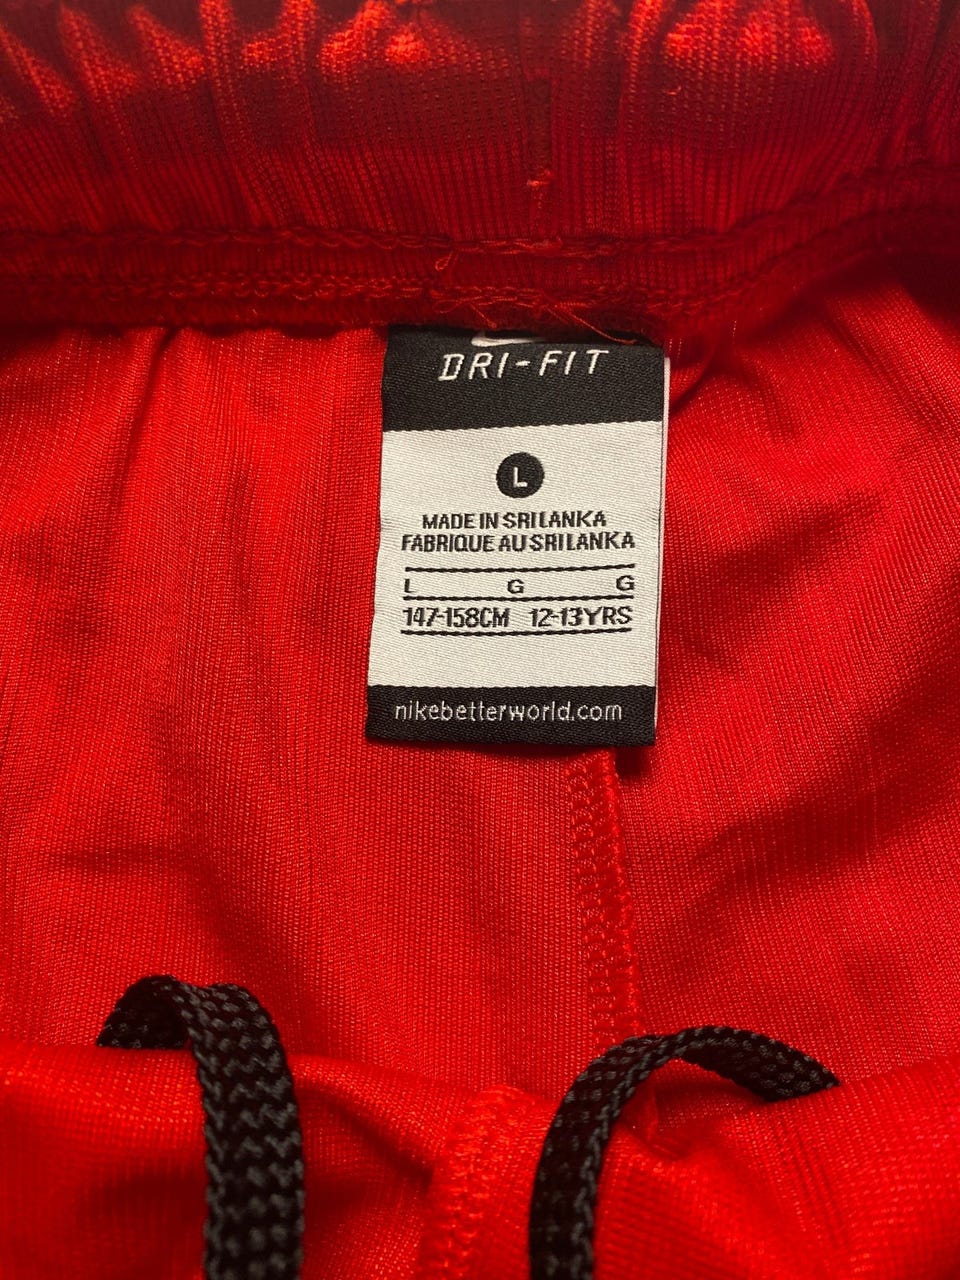 DRI-FIT
L
MADE IN SRI LANKA
FABRIQUE AU SRI LANKA
L G G
147-158CM 12-13YRS
nikebetterworld.com